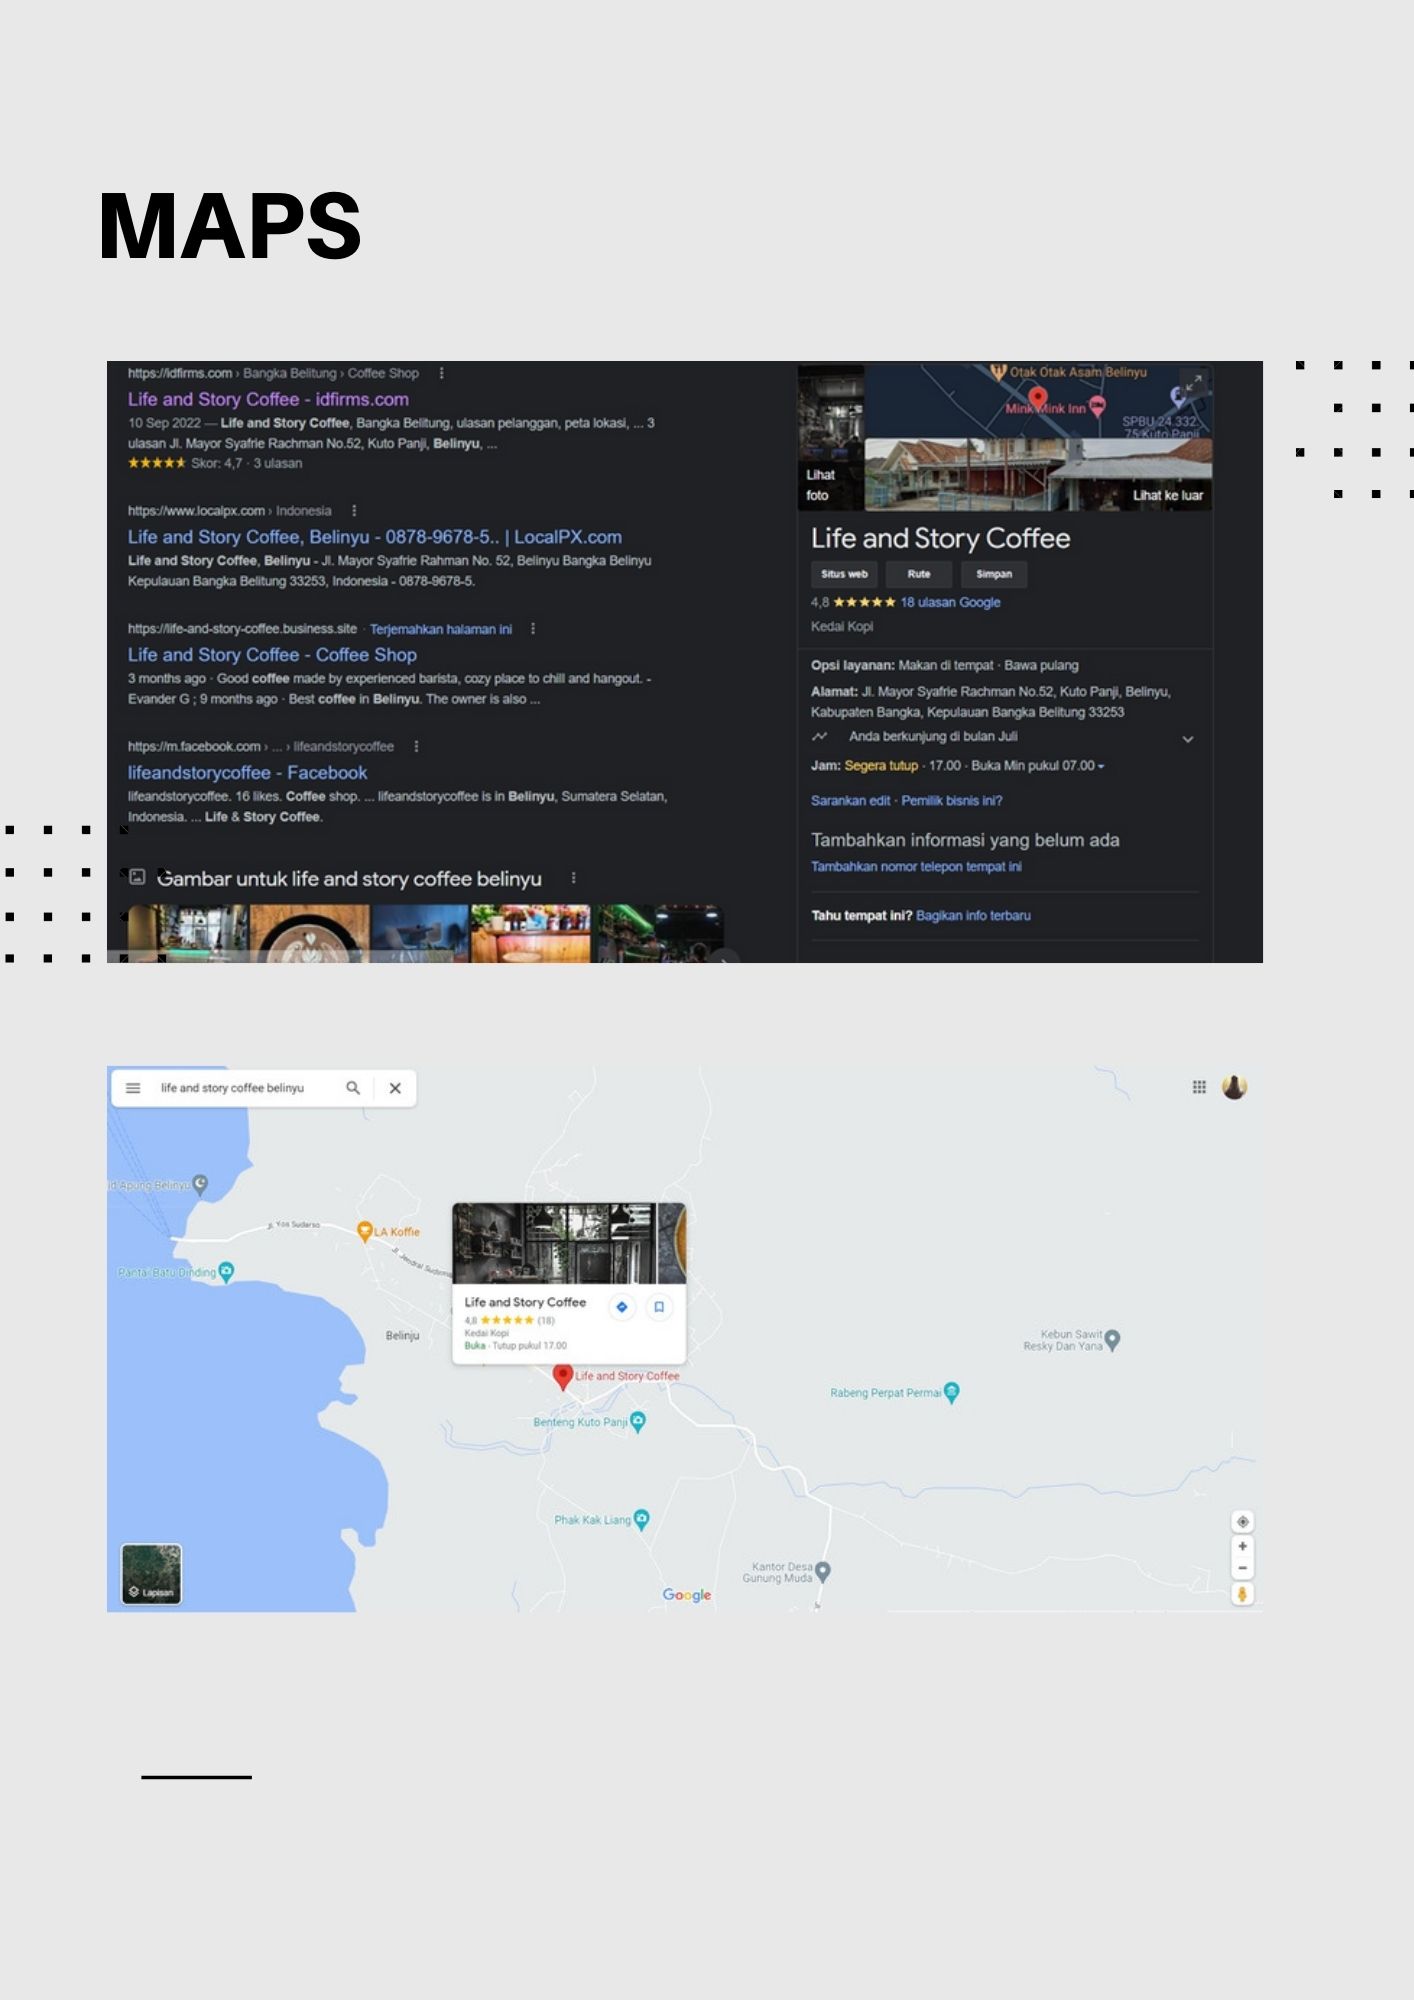 MAPS
https://idfirms.com › Bangka Belitung › Coffee Shop
Life and Story Coffee - idfirms.com
10 Sep 2022 — Life and Story Coffee, Bangka Belitung, ulasan pelanggan, peta lokasi, ... 3
ulasan Jl. Mayor Syafrie Rachman No.52, Kuto Panji, Belinyu, ...
Skor: 4,7 · 3 ulasan
https://www.localpx.com › Indonesia
Life and Story Coffee, Belinyu - 0878-9678-5.. | LocalPX.com
Life and Story Coffee, Belinyu - Jl. Mayor Syafrie Rahman No. 52, Belinyu Bangka Belinyu
Kepulauan Bangka Belitung 33253, Indonesia - 0878-9678-5.
https://life-and-story-coffee.business.site · Terjemahkan halaman ini
Life and Story Coffee - Coffee Shop
3 months ago · Good coffee made by experienced barista, cozy place to chill and hangout. -
Evander G ; 9 months ago · Best coffee in Belinyu. The owner is also ...
https://m.facebook.com › ... › lifeandstorycoffee
lifeandstorycoffee - Facebook
lifeandstorycoffee. 16 likes. Coffee shop. ... lifeandstorycoffee is in Belinyu, Sumatera Selatan,
Indonesia. ... Life & Story Coffee.
Gambar untuk life and story coffee belinyu
Otak Otak Asam Belinyu
Mink Mink Inn
SPBU 24.332.
75 Kuto Panji
Lihat
foto
Lihat ke luar
Life and Story Coffee
Situs web
Rute
Simpan
4,8 ★★★★★ 18 ulasan Google
Kedai Kopi
Opsi layanan: Makan di tempat · Bawa pulang
Alamat: Jl. Mayor Syafrie Rachman No.52, Kuto Panji, Belinyu,
Kabupaten Bangka, Kepulauan Bangka Belitung 33253
Anda berkunjung di bulan Juli
Jam: Segera tutup · 17.00 · Buka Min pukul 07.00
Sarankan edit · Pemilik bisnis ini?
Tambahkan informasi yang belum ada
Tambahkan nomor telepon tempat ini
Tahu tempat ini? Bagikan info terbaru
life and story coffee belinyu
id Apung Belinyu
Jl. Yos Sudarso
LA Koffie
Jl. Jendral Sudirm
Pantai Batu Dinding
Belinju
Life and Story Coffee
4,8 ★★★★★ (18)
Kedai Kopi
Buka · Tutup pukul 17.00
Life and Story Coffee
Kebun Sawit
Resky Dan Yana
Rabeng Perpat Permai
Benteng Kuto Panji
Phak Kak Liang
Kantor Desa
Gunung Muda
Lapisan
Google